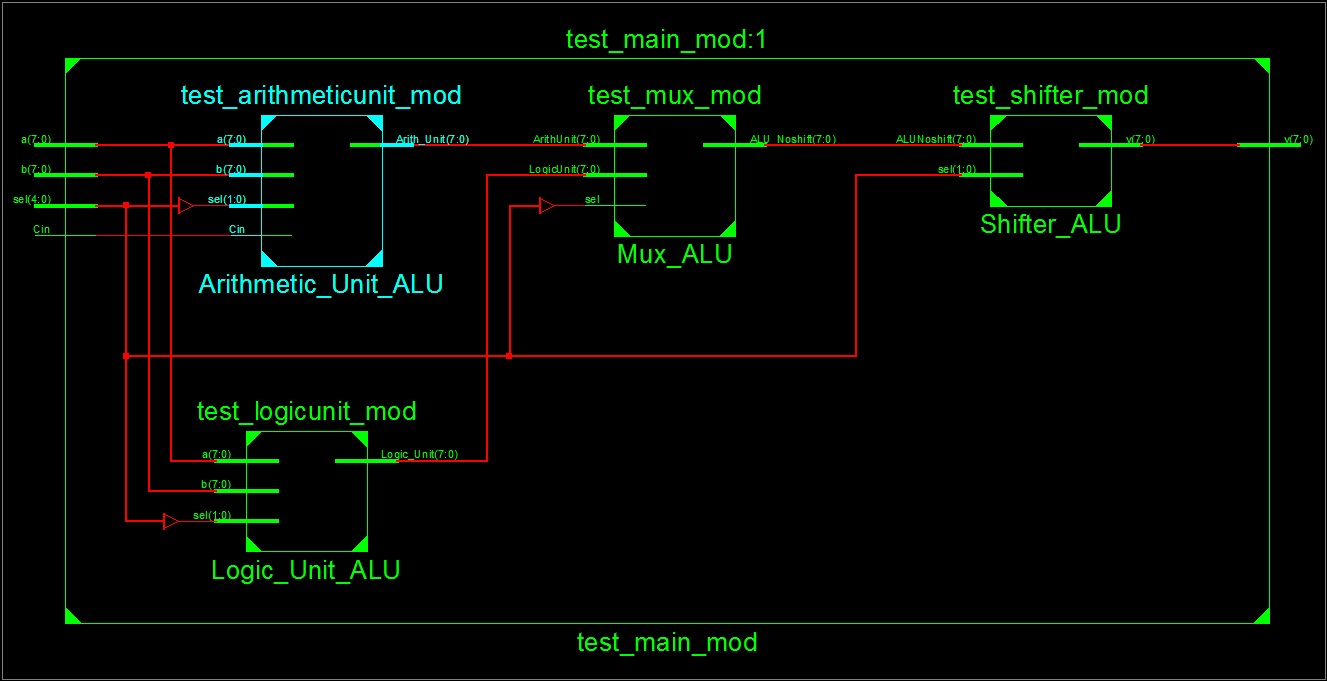 test_main_mod:1
test_arithmeticunit_mod
test_mux_mod
test_shifter_mod
a(7:0)
a(7:0)
Arith_Unit(7:0)
ArithUnit(7:0)
ALU_Noshift(7:0)
ALUNoshift(7:0)
y(7:0)
y(7:0)
b(7:0)
b(7:0)
LogicUnit(7:0)
sel(1:0)
sel(4:0)
sel(1:0)
sel
Cin
Cin
Shifter_ALU
Mux_ALU
Arithmetic_Unit_ALU
test_logicunit_mod
a(7:0)
Logic_Unit(7:0)
b(7:0)
sel(1:0)
Logic_Unit_ALU
test_main_mod